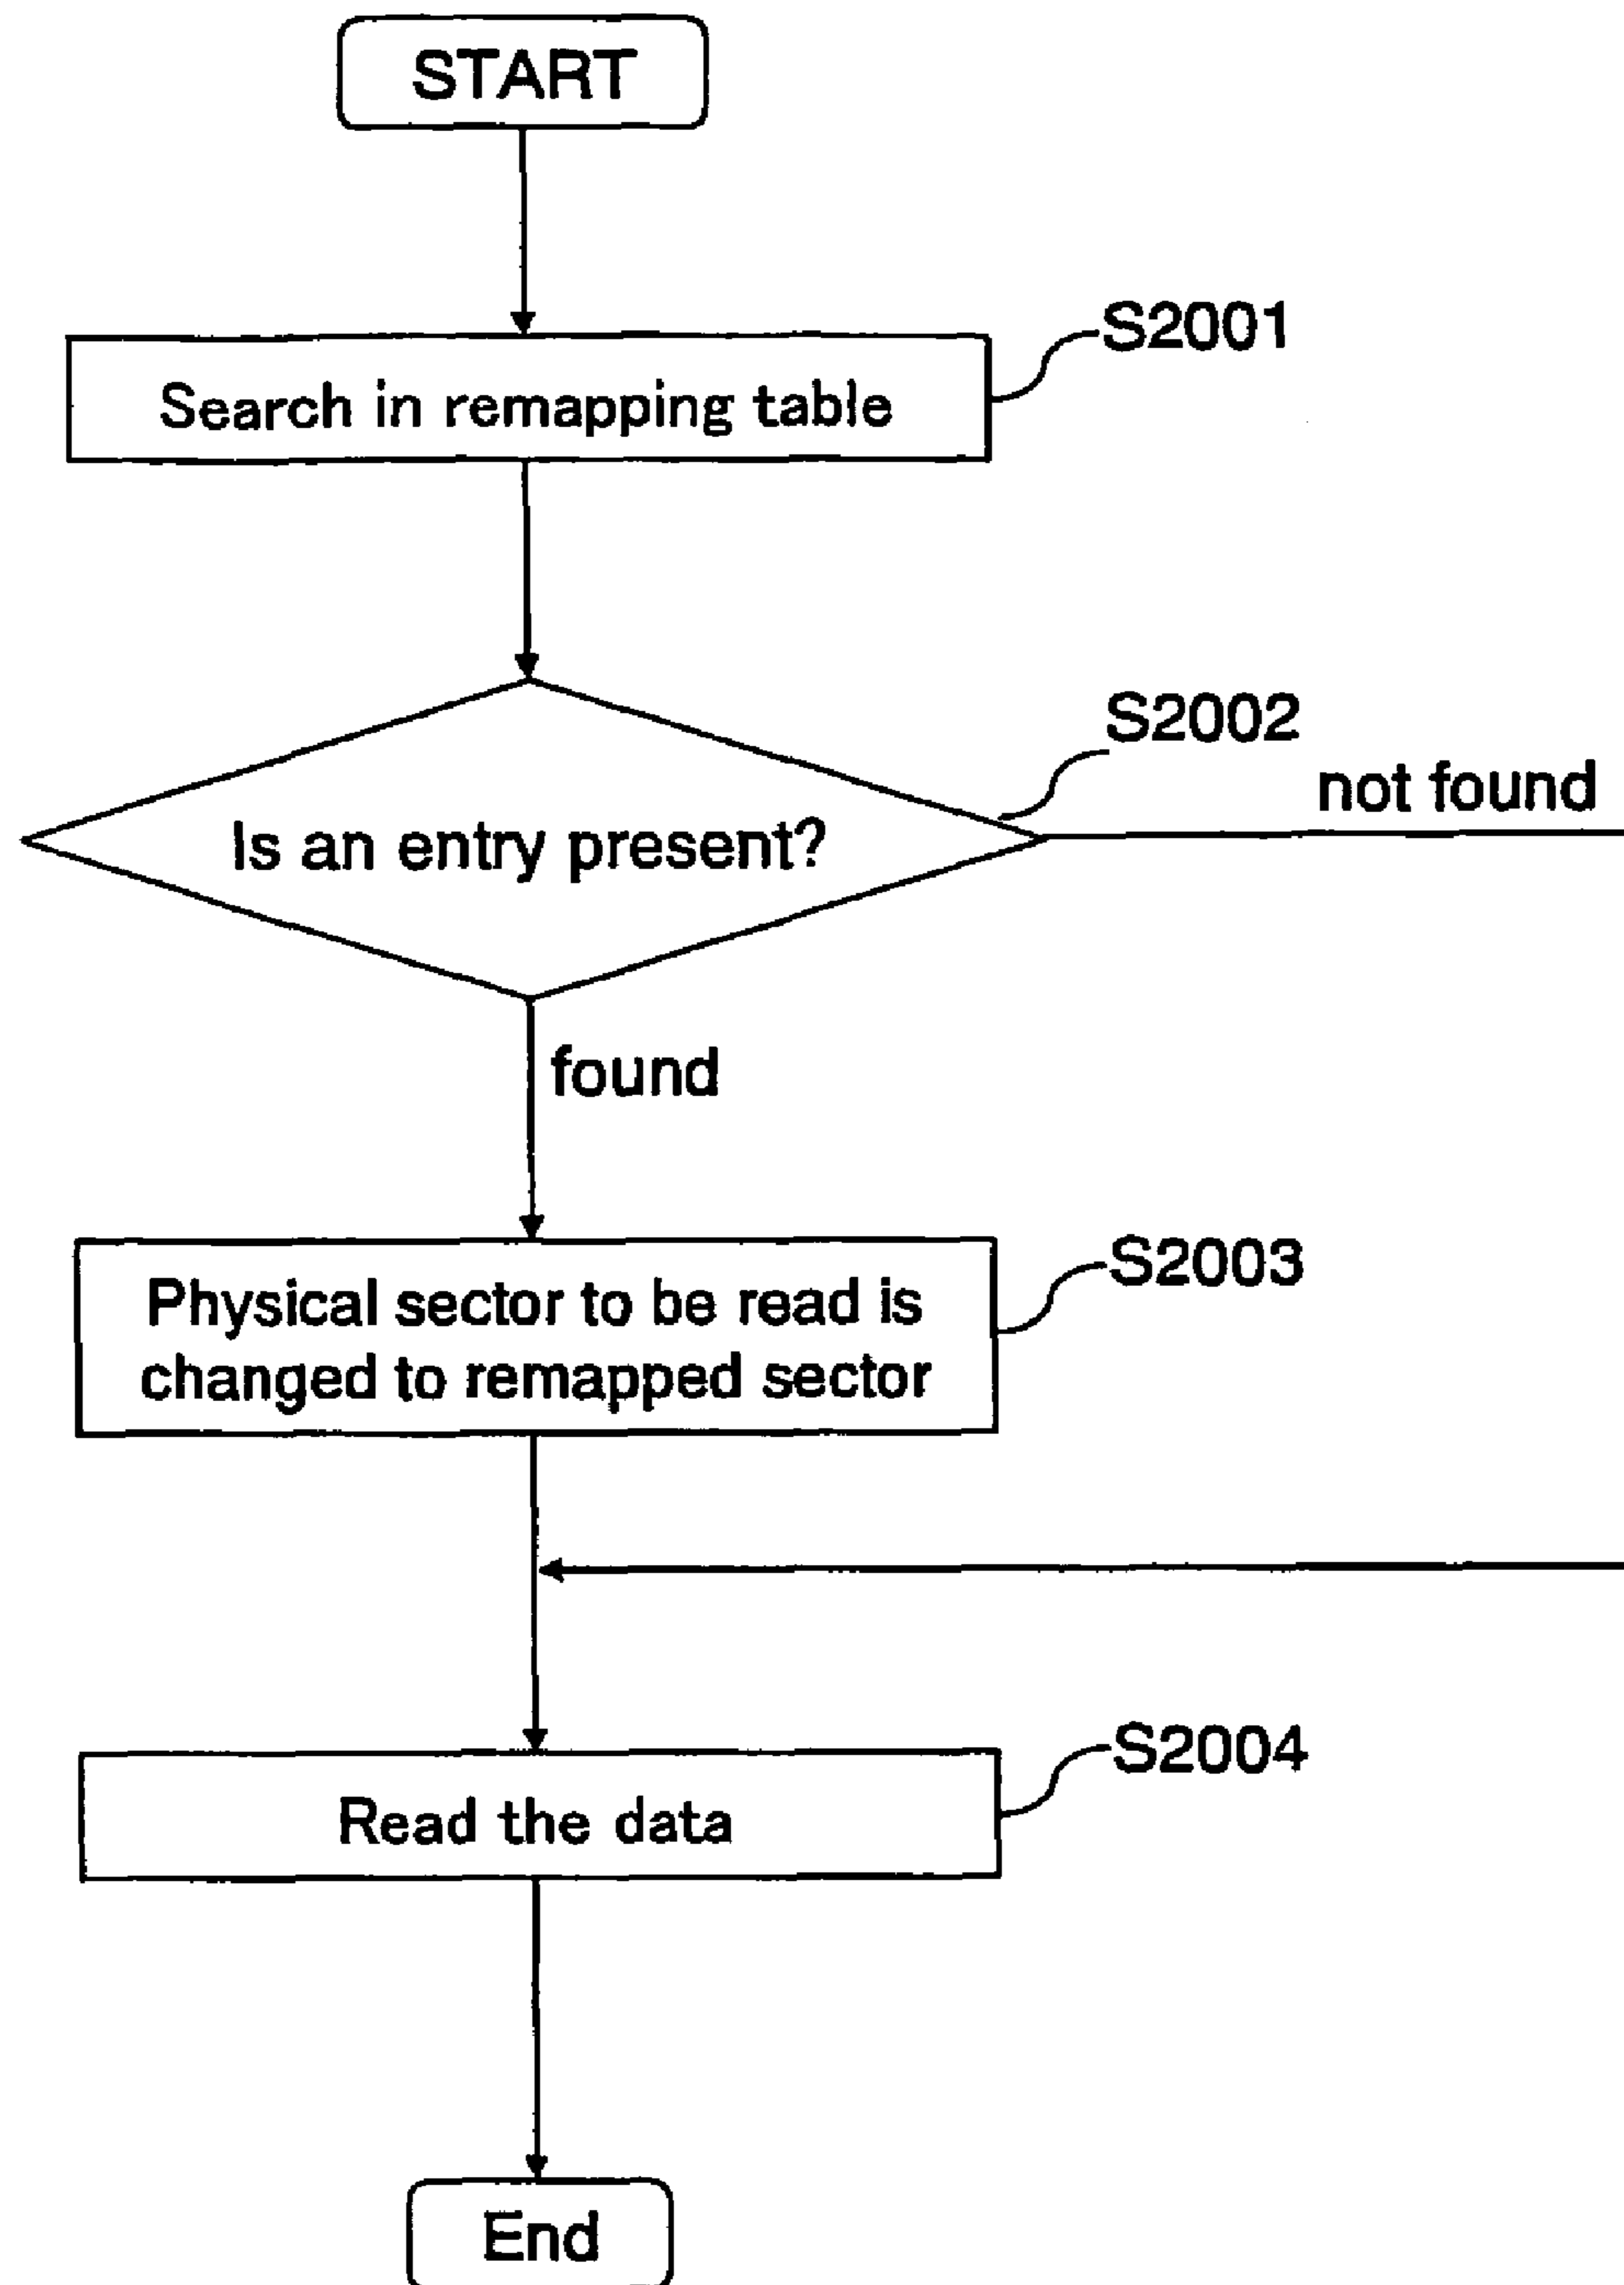 START
S2001
Search in remapping table
S2002
not found
Is an entry present?
found
S2003
Physical sector to be read is
changed to remapped sector
S2004
Read the data
End